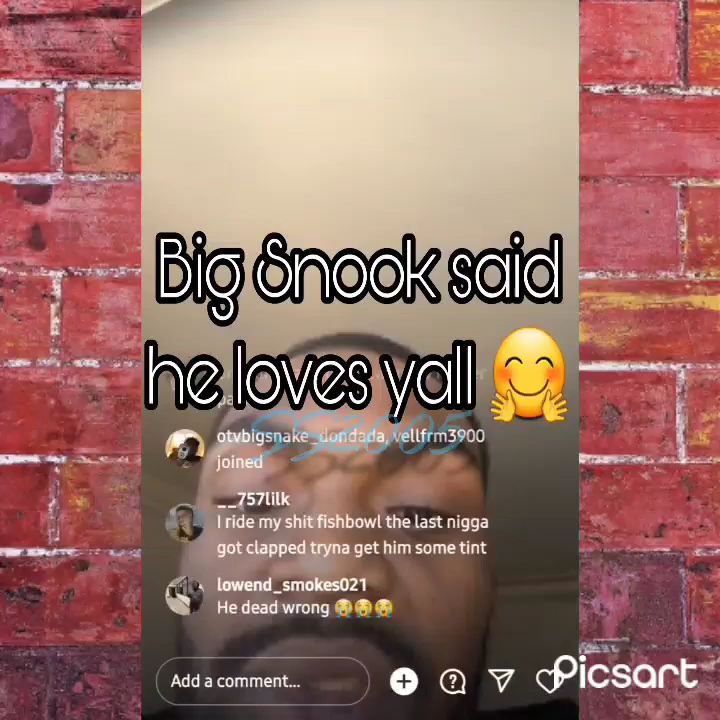 Big Snook said
he loves yall 🤗
SS2005
otvbigsnake_dondada, vellfrm3900
joined
__757lilk
I ride my shit fishbowl the last nigga
got clapped tryna get him some tint
lowend_smokes021
He dead wrong 😭😭😭
Add a comment...
Picsart